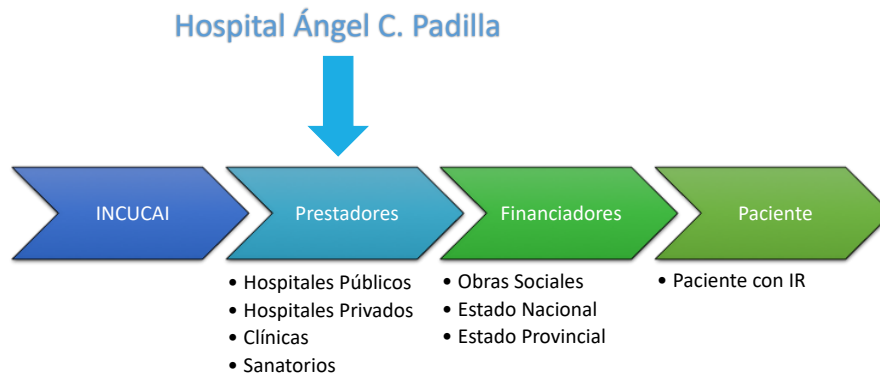 Hospital Ángel C. Padilla
INCUCAI
Prestadores
Financiadores
Paciente
• Hospitales Públicos
• Hospitales Privados
• Clínicas
• Sanatorios
• Obras Sociales
• Estado Nacional
• Estado Provincial
• Paciente con IR